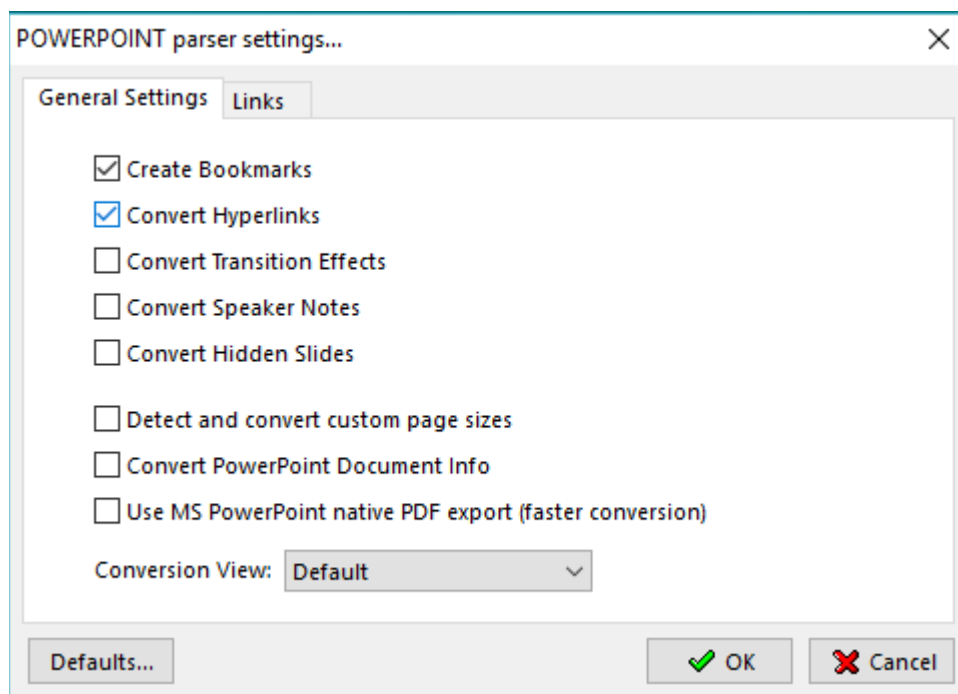 POWERPOINT parser settings...
General Settings Links
Create Bookmarks
Convert Hyperlinks
Convert Transition Effects
Convert Speaker Notes
Convert Hidden Slides
Detect and convert custom page sizes
Convert PowerPoint Document Info
Use MS PowerPoint native PDF export (faster conversion)
Conversion View: Default
Defaults... OK Cancel